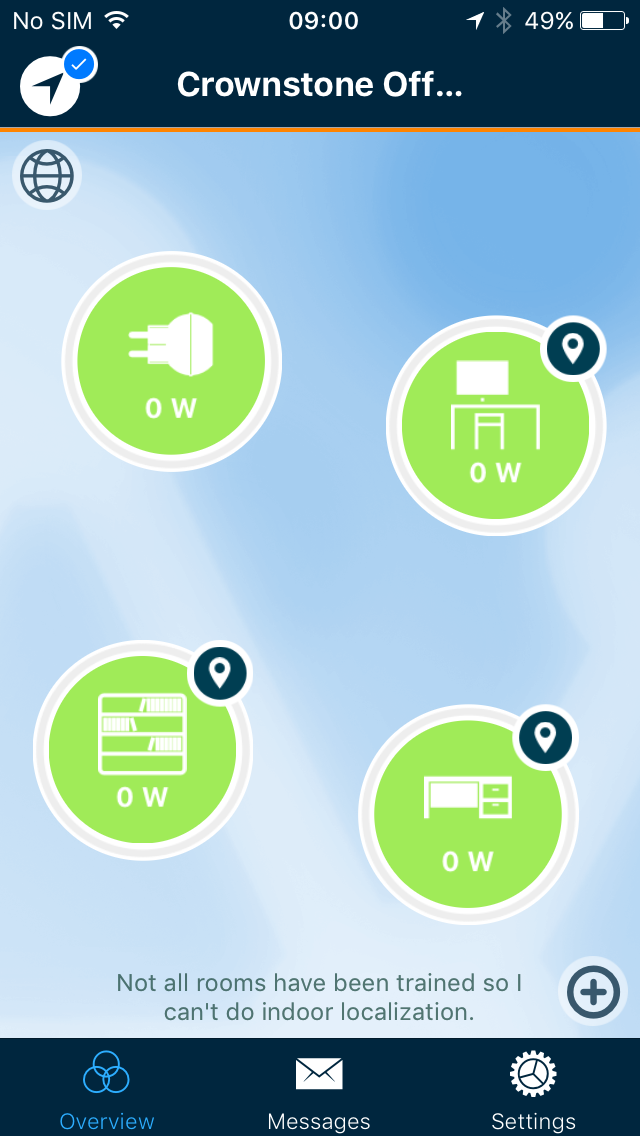 No SIM 09:00 49%
Crownstone Off...
0 W
0 W
0 W
0 W
Not all rooms have been trained so I
can't do indoor localization.
Overview Messages Settings